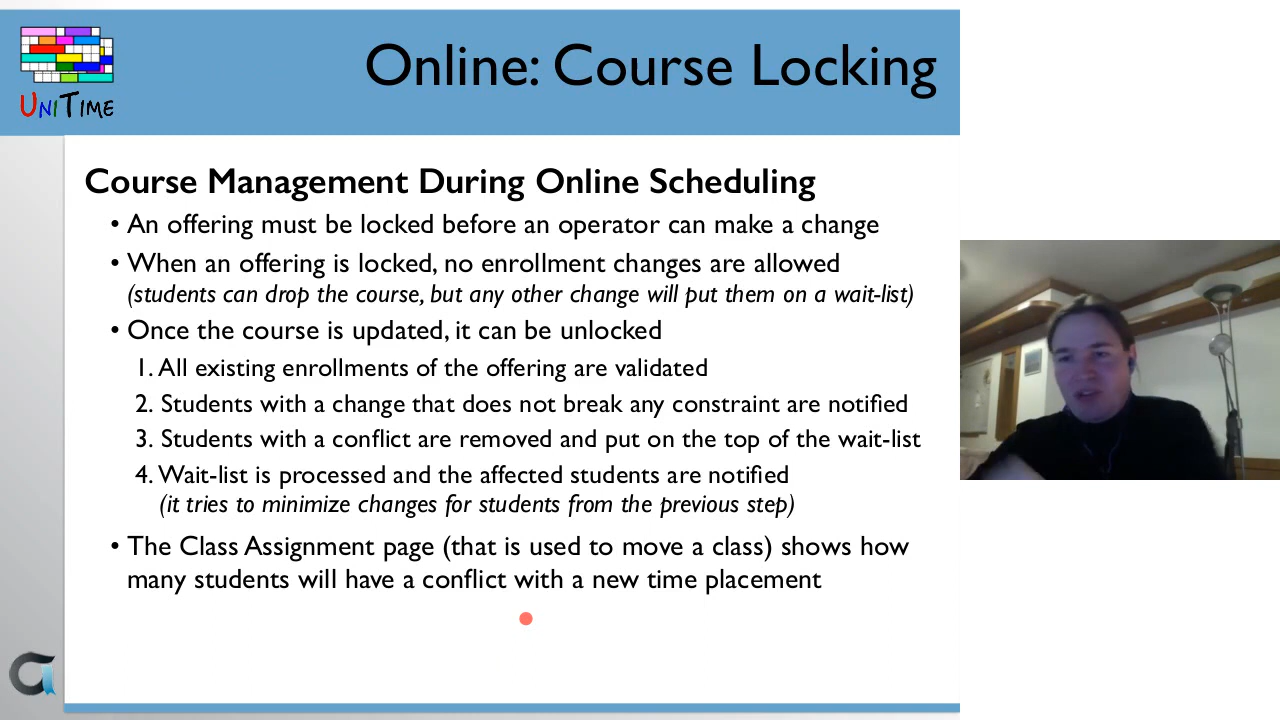 UNITIME
Online: Course Locking
Course Management During Online Scheduling
• An offering must be locked before an operator can make a change
• When an offering is locked, no enrollment changes are allowed
(students can drop the course, but any other change will put them on a wait-list)
• Once the course is updated, it can be unlocked
1. All existing enrollments of the offering are validated
2. Students with a change that does not break any constraint are notified
3. Students with a conflict are removed and put on the top of the wait-list
4. Wait-list is processed and the affected students are notified
(it tries to minimize changes for students from the previous step)
• The Class Assignment page (that is used to move a class) shows how
many students will have a conflict with a new time placement